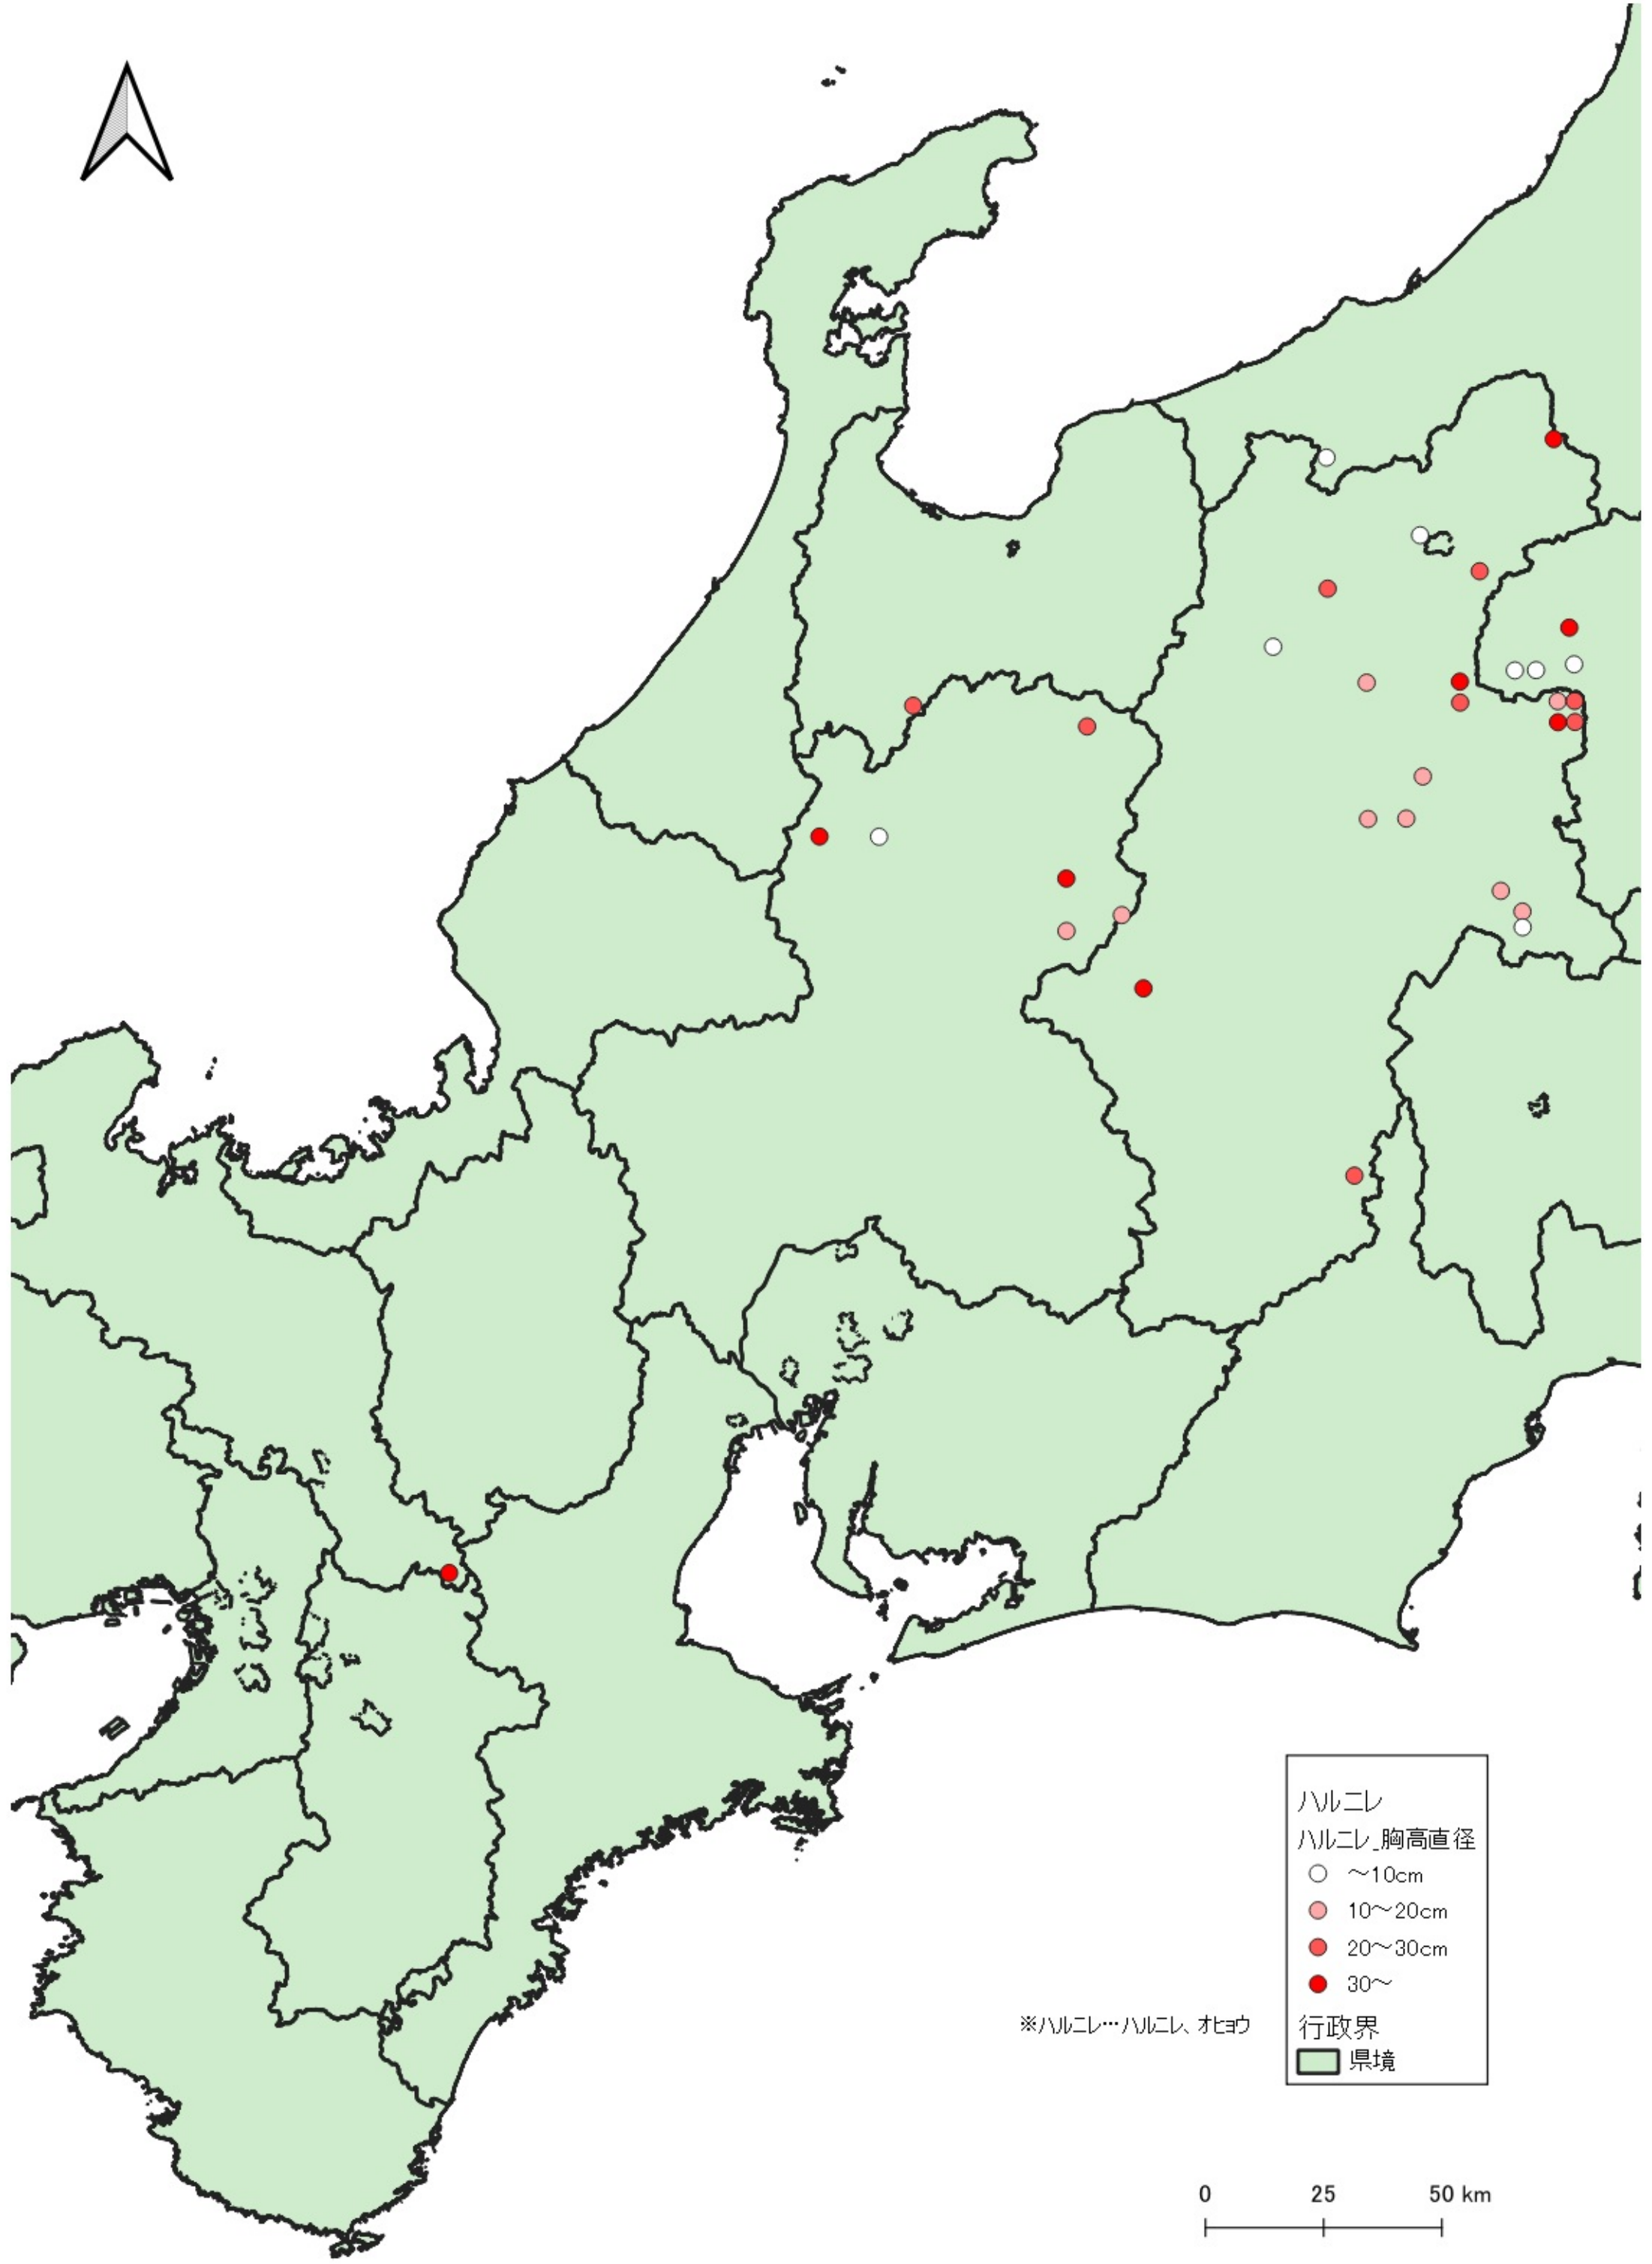 ハルニレ
ハルニレ_胸高直径
～10cm
10～20cm
20～30cm
30～
※ハルニレ…ハルニレ、オヒョウ
行政界
県境
0 25 50 km